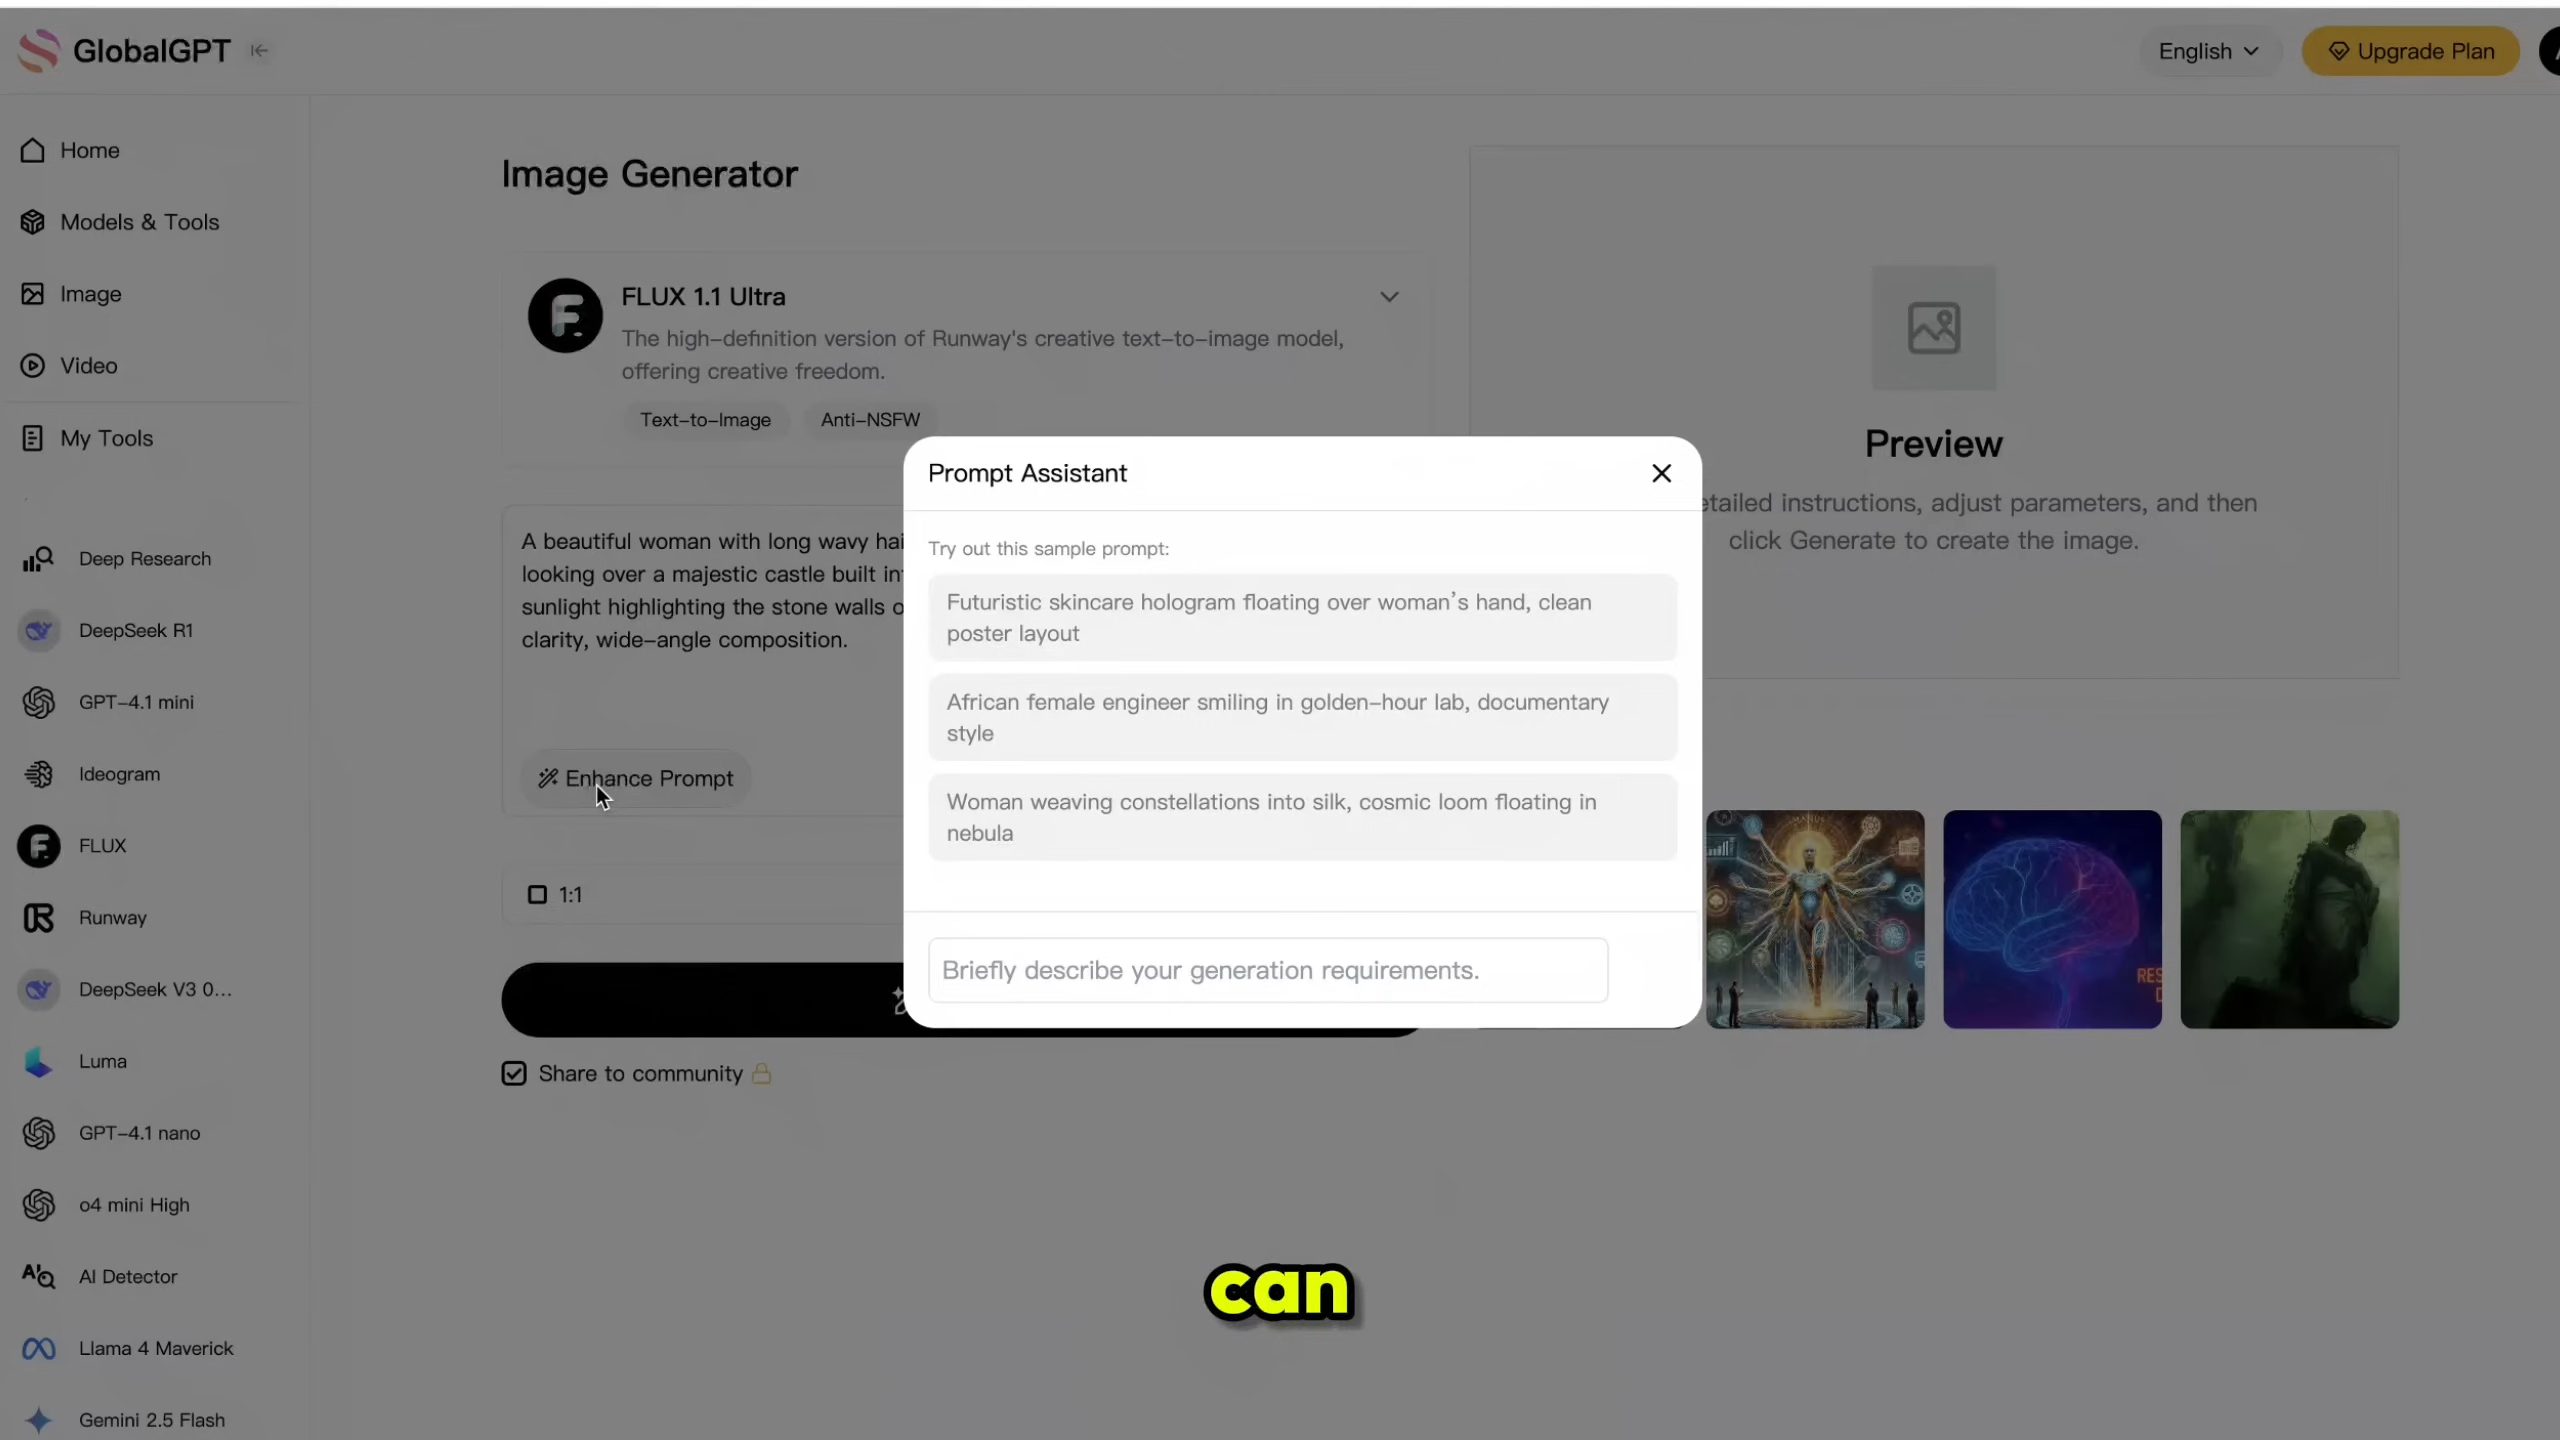 GlobalGPT
English
Upgrade Plan
Home
Models & Tools
Image
Video
My Tools
Deep Research
DeepSeek R1
GPT-4.1 mini
Ideogram
FLUX
Runway
DeepSeek V3 0...
Luma
GPT-4.1 nano
o4 mini High
AI Detector
Llama 4 Maverick
Gemini 2.5 Flash
Image Generator
FLUX 1.1 Ultra
The high-definition version of Runway's creative text-to-image model,
offering creative freedom.
Text-to-Image
Anti-NSFW
A beautiful woman with long wavy hai
looking over a majestic castle built in
sunlight highlighting the stone walls o
clarity, wide-angle composition.
Enhance Prompt
1:1
Share to community
Prompt Assistant
Try out this sample prompt:
Futuristic skincare hologram floating over woman's hand, clean
poster layout
African female engineer smiling in golden-hour lab, documentary
style
Woman weaving constellations into silk, cosmic loom floating in
nebula
Briefly describe your generation requirements.
Preview
etailed instructions, adjust parameters, and then
click Generate to create the image.
can